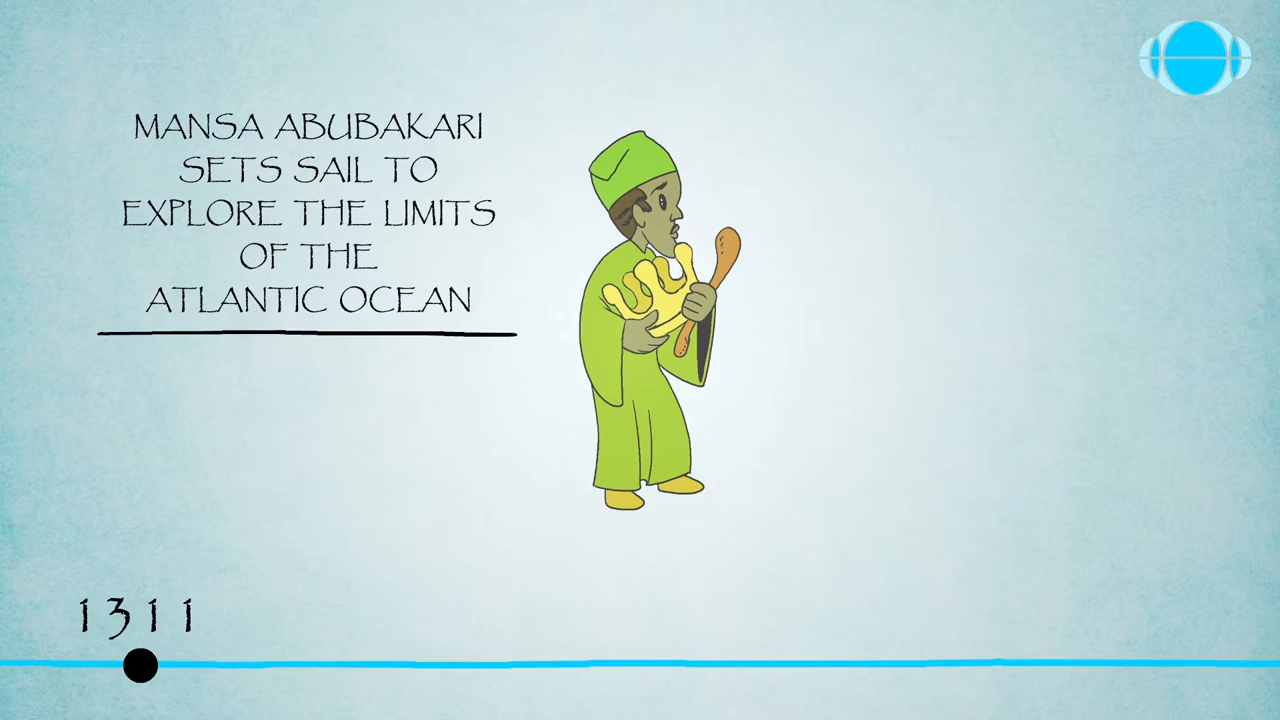 MANSA ABUBAKARI
SETS SAIL TO
EXPLORE THE LIMITS
OF THE
ATLANTIC OCEAN
1311